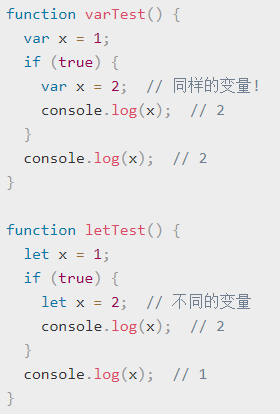 function varTest() {
  var x = 1;
  if (true) {
    var x = 2;  // 同样的变量!
    console.log(x);  // 2
  }
  console.log(x);  // 2
}

function letTest() {
  let x = 1;
  if (true) {
    let x = 2;  // 不同的变量
    console.log(x);  // 2
  }
  console.log(x);  // 1
}